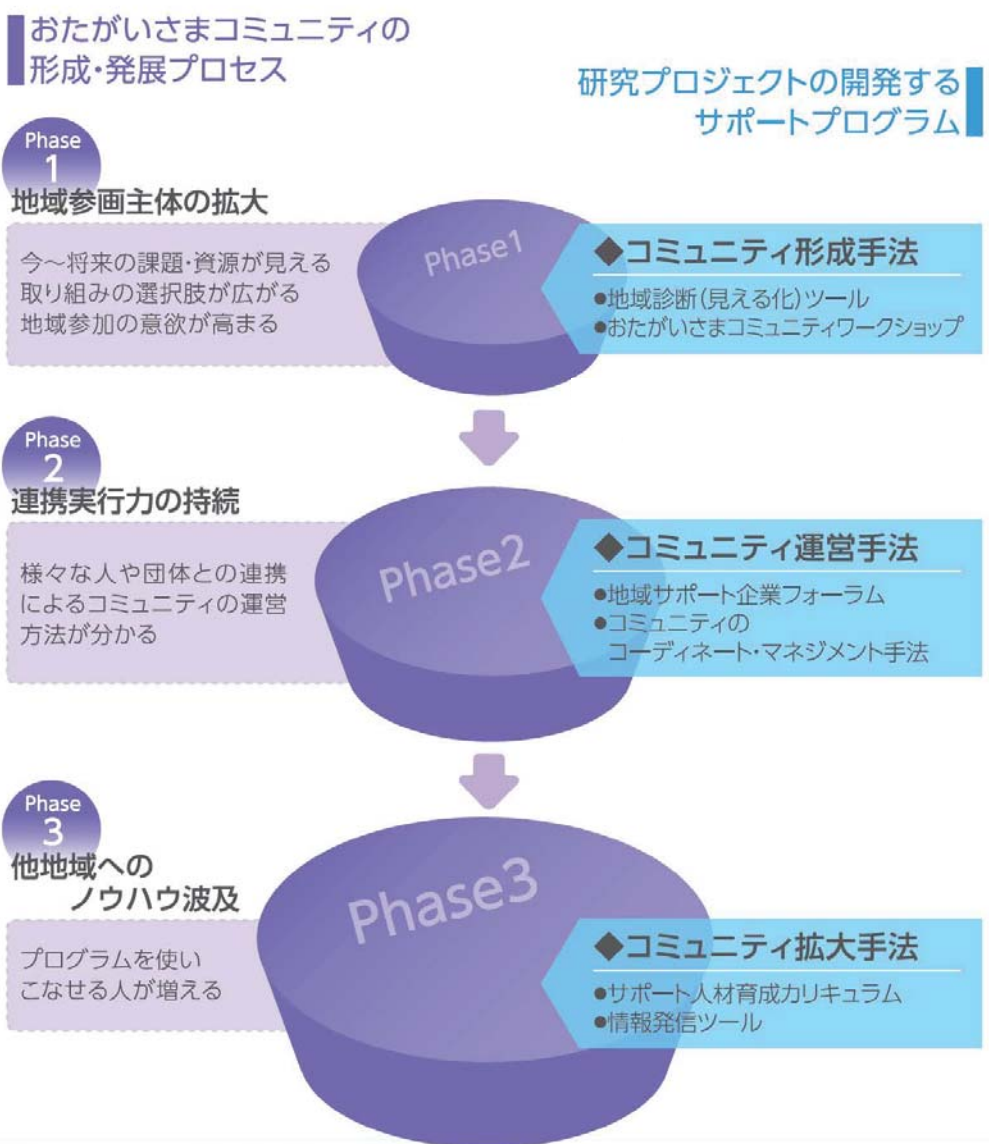 おたがいさまコミュニティの
形成・発展プロセス
研究プロジェクトの開発する
サポートプログラム
Phase
1
地域参画主体の拡大
今～将来の課題・資源が見える
取り組みの選択肢が広がる
地域参加の意欲が高まる
Phase1
◆コミュニティ形成手法
●地域診断(見える化)ツール
●おたがいさまコミュニティワークショップ
Phase
2
連携実行力の持続
様々な人や団体との連携
によるコミュニティの運営
方法が分かる
Phase2
◆コミュニティ運営手法
●地域サポート企業フォーラム
●コミュニティの
コーディネート・マネジメント手法
Phase
3
他地域への
ノウハウ波及
プログラムを使い
こなせる人が増える
Phase3
◆コミュニティ拡大手法
●サポート人材育成カリキュラム
●情報発信ツール